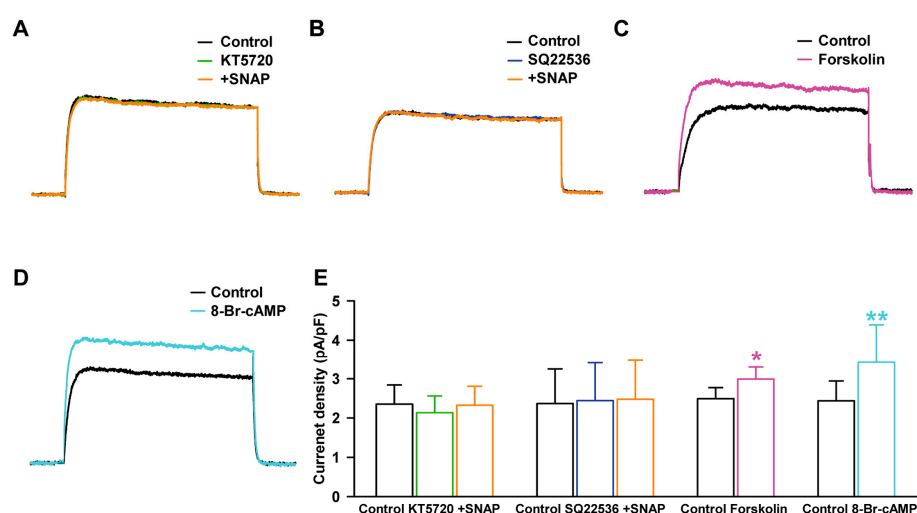 A
Control
KT5720
+SNAP
B
Control
SQ22536
+SNAP
C
Control
Forskolin
D
Control
8-Br-cAMP
E
Currenet density (pA/pF)
5
4
3
2
1
0
*
**
Control KT5720 +SNAP
Control SQ22536 +SNAP
Control Forskolin
Control 8-Br-cAMP